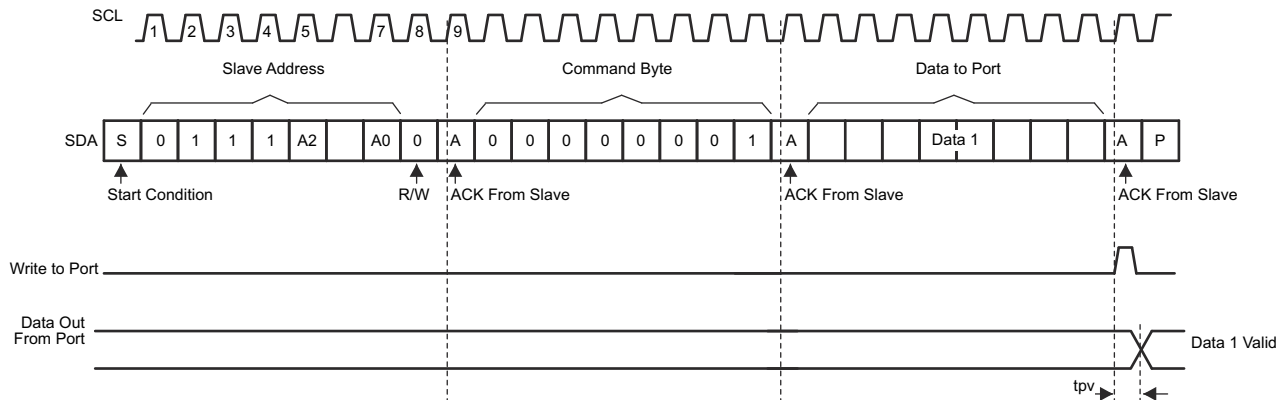 SCL
1 2 3 4 5 7 8 9
Slave Address Command Byte Data to Port
SDA S 0 1 1 1 A2 A0 0 A 0 0 0 0 0 0 0 1 A Data 1 A P
Start Condition R/W ACK From Slave ACK From Slave ACK From Slave
Write to Port
Data Out
From Port
Data 1 Valid
tpv